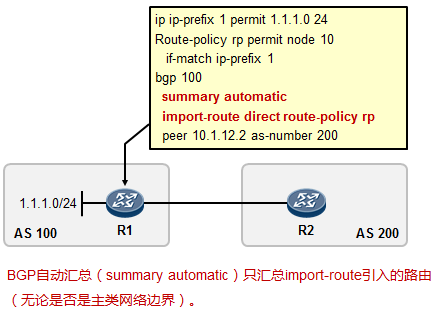 ip ip-prefix 1 permit 1.1.1.0 24
Route-policy rp permit node 10
if-match ip-prefix 1
bgp 100
summary automatic
import-route direct route-policy rp
peer 10.1.12.2 as-number 200
1.1.1.0/24
R1
R2
AS 100
AS 200
BGP自动汇总（summary automatic）只汇总import-route引入的路由
（无论是否是主类网络边界）。